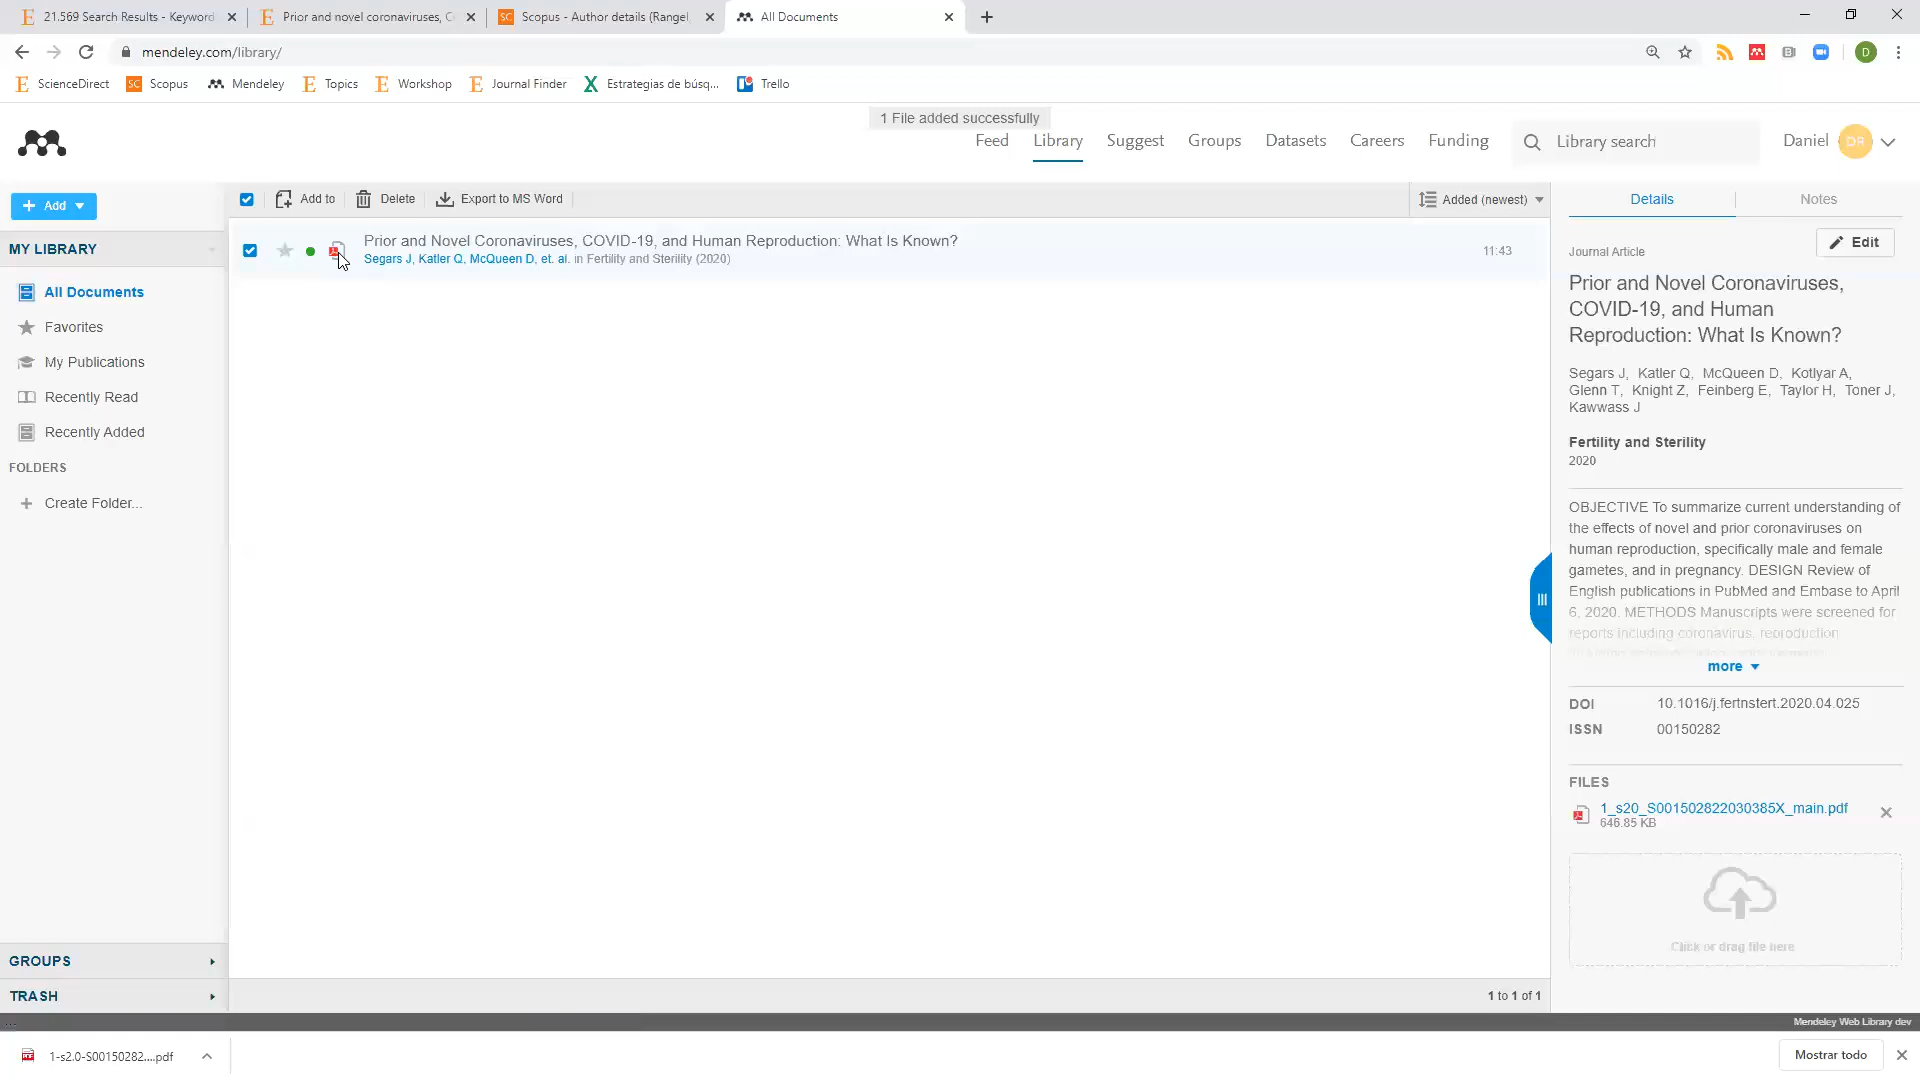 21.569 Search Results - Keyword
Prior and novel coronaviruses, C
Scopus - Author details (Rangel,
All Documents
mendeley.com/library/
D
ScienceDirect
SC Scopus
Mendeley
Topics
Workshop
Journal Finder
Estrategias de búsq...
Trello
1 File added successfully
Feed
Library
Suggest
Groups
Datasets
Careers
Funding
Library search
Daniel
DR
+ Add
Add to
Delete
Export to MS Word
Added (newest)
Details
Notes
MY LIBRARY
All Documents
Favorites
My Publications
Recently Read
Recently Added
FOLDERS
+ Create Folder...
GROUPS
TRASH
Prior and Novel Coronaviruses, COVID-19, and Human Reproduction: What Is Known?
Segars J, Katler Q, McQueen D, et. al. in Fertility and Sterility (2020)
11:43
1 to 1 of 1
Journal Article
Edit
Prior and Novel Coronaviruses,
COVID-19, and Human
Reproduction: What Is Known?
Segars J, Katler Q, McQueen D, Kotlyar A,
Glenn T, Knight Z, Feinberg E, Taylor H, Toner J,
Kawwass J
Fertility and Sterility
2020
OBJECTIVE To summarize current understanding of
the effects of novel and prior coronaviruses on
human reproduction, specifically male and female
gametes, and in pregnancy. DESIGN Review of
English publications in PubMed and Embase to April
6, 2020. METHODS Manuscripts were screened for
reports including coronavirus, reproduction
more
DOI 10.1016/j.fertnstert.2020.04.025
ISSN 00150282
FILES
1_s20_S001502822030385X_main.pdf
646.85 KB
Click or drag file here
Mendeley Web Library dev
1-s2.0-S00150282....pdf
Mostrar todo